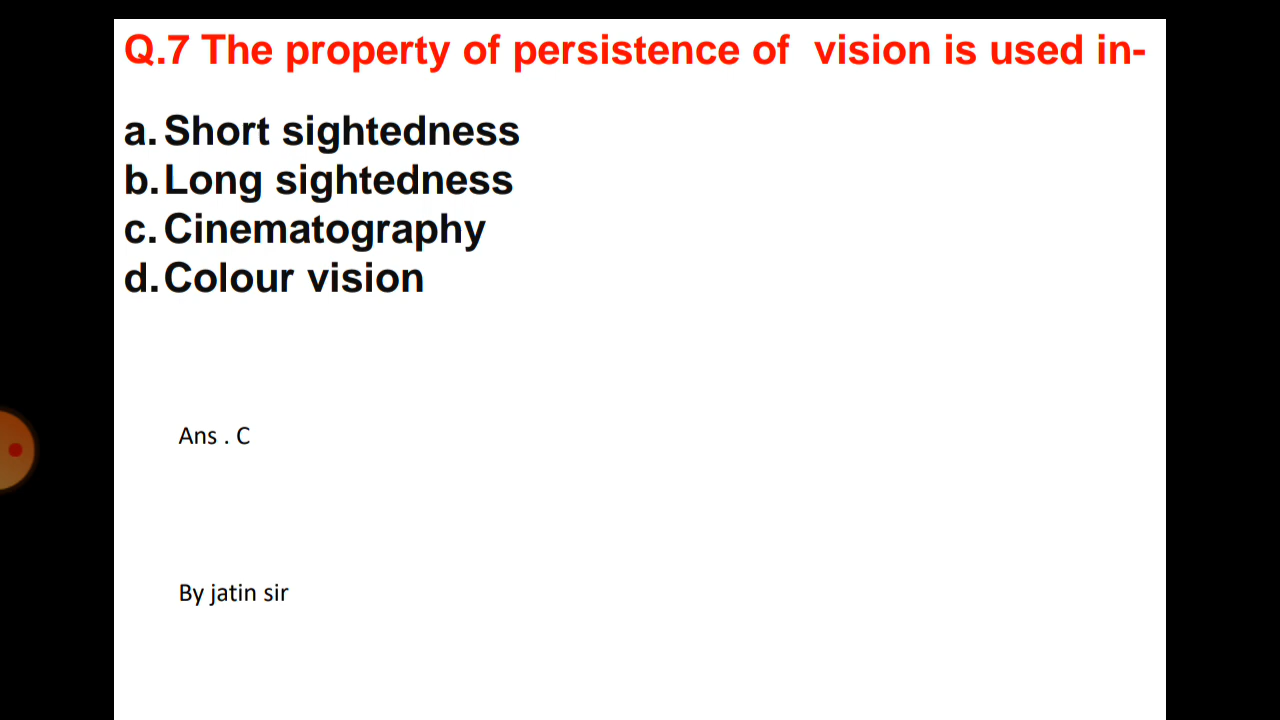 Q.7 The property of persistence of  vision is used in-
a. Short sightedness
b. Long sightedness
c. Cinematography
d. Colour vision
Ans . C
By jatin sir